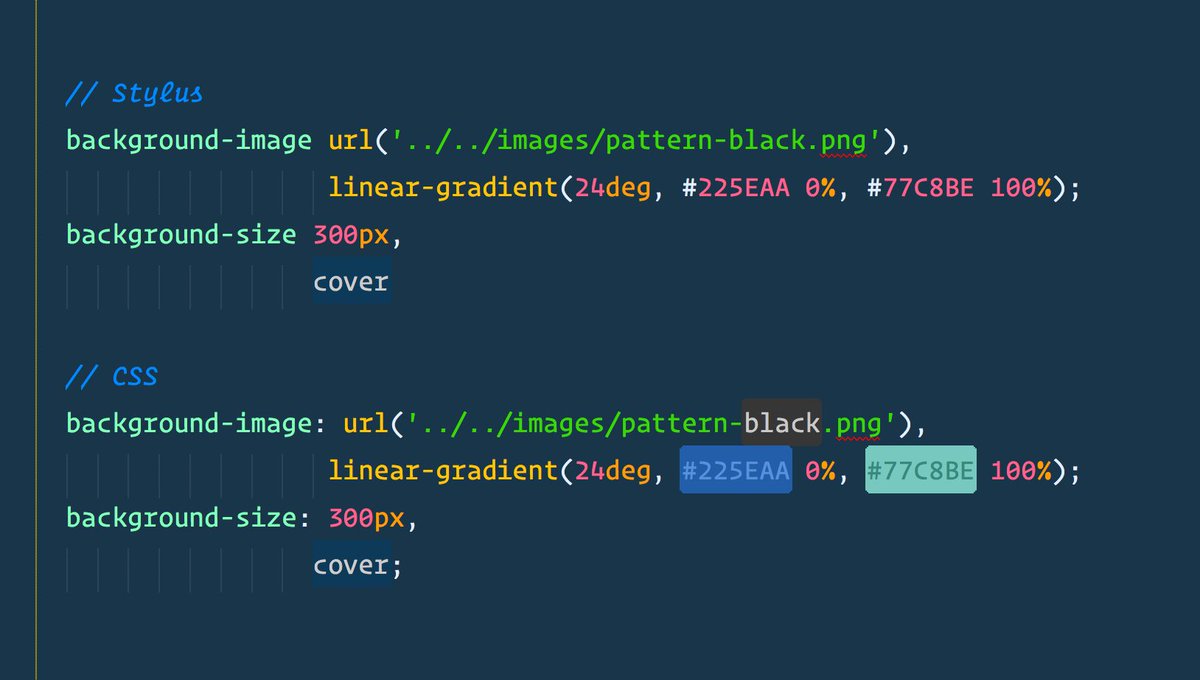 // Stylus
background-image url('../../images/pattern-black.png'),
linear-gradient(24deg, #225EAA 0%, #77C8BE 100%);
background-size 300px,
cover
// CSS
background-image: url('../../images/pattern-black.png'),
linear-gradient(24deg, #225EAA 0%, #77C8BE 100%);
background-size: 300px,
cover;